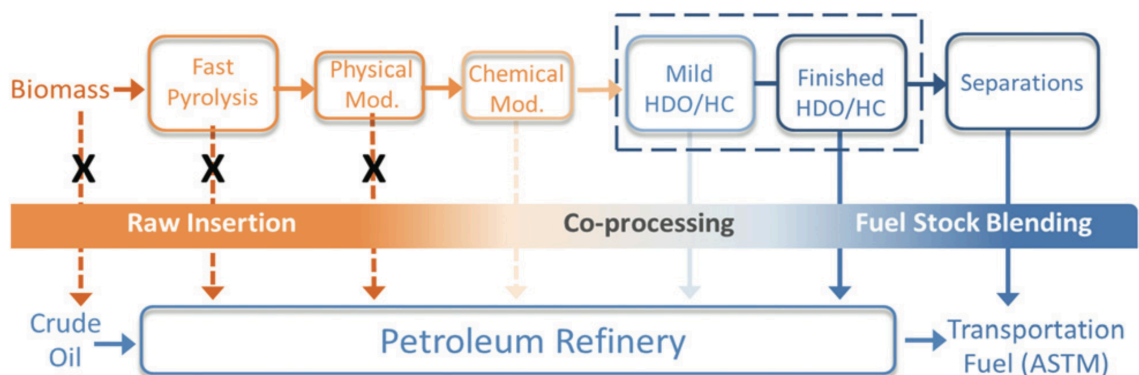 Biomass
Fast
Pyrolysis
Physical
Mod.
Chemical
Mod.
Mild
HDO/HC
Finished
HDO/HC
Separations
X
X
X
Raw Insertion
Co-processing
Fuel Stock Blending
Crude
Oil
Petroleum Refinery
Transportation
Fuel (ASTM)